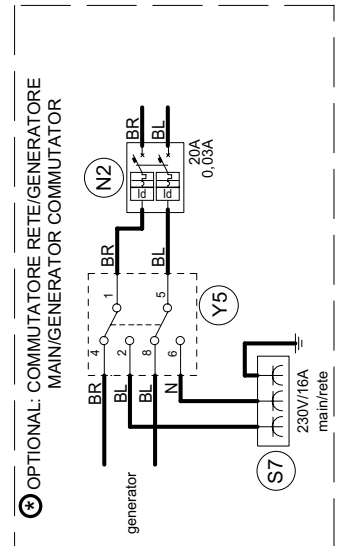 * OPTIONAL: COMMUTATORE RETE/GENERATORE
MAIN/GENERATOR COMMUTATOR
BR
BL
N2
Id
Id
20A
0,03A
BR
BL
1
5
Y5
4
2
8
6
BR
BL
BL
N
generator
S7
230V/16A
main/rete